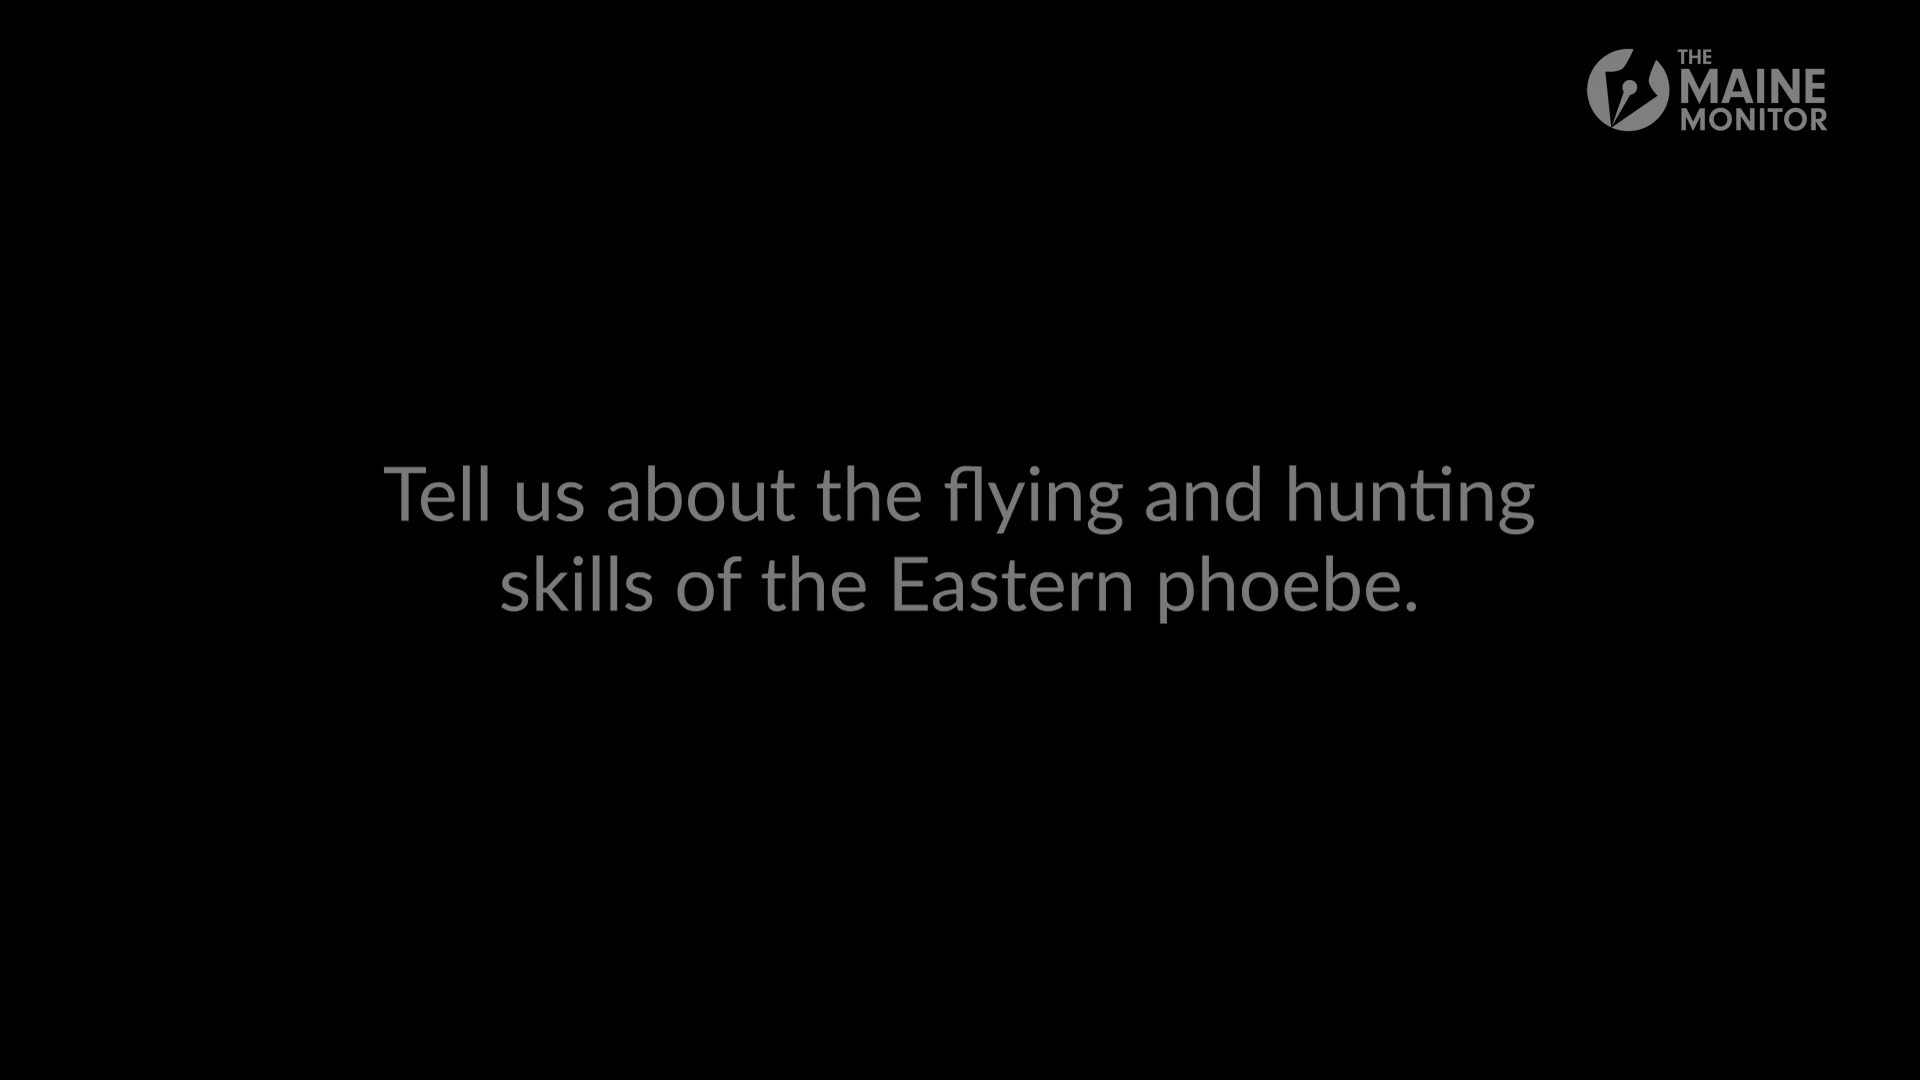 THE
MAINE
MONITOR
Tell us about the flying and hunting
skills of the Eastern phoebe.